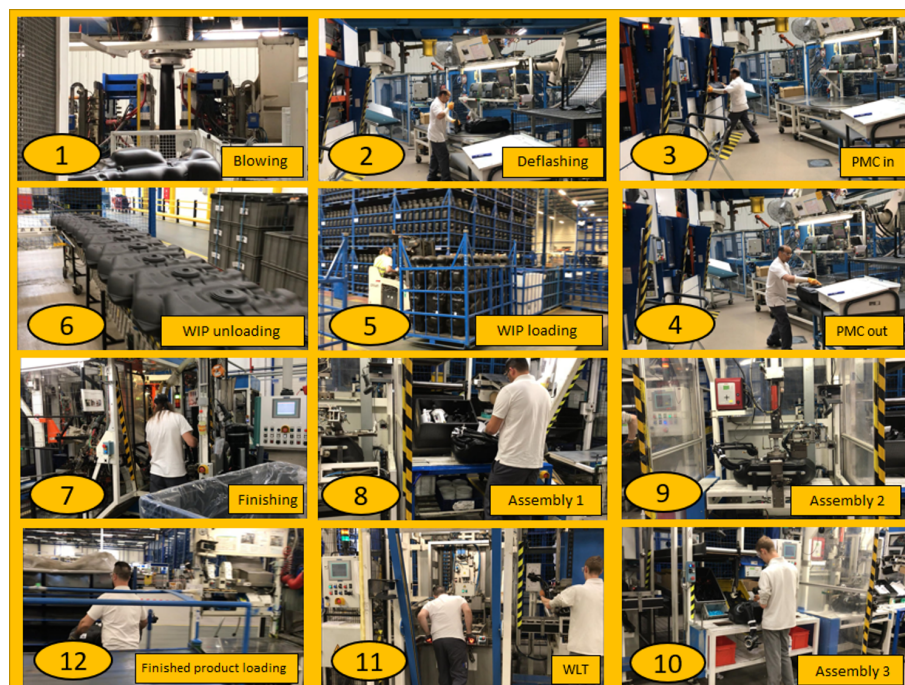 1
Blowing
2
Deflashing
3
PMC in
6
WIP unloading
5
WIP loading
4
PMC out
7
Finishing
8
Assembly 1
9
Assembly 2
12
Finished product loading
11
WLT
10
Assembly 3